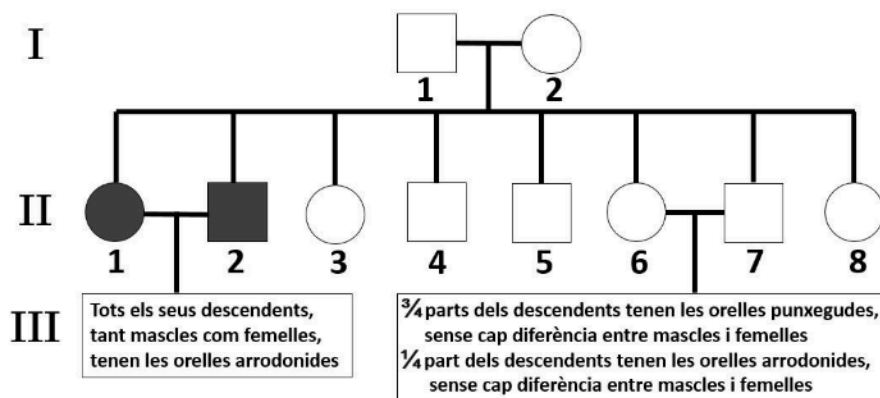 I
1 2
II
1 2 3 4 5 6 7 8
III
Tots els seus descendents,
tant mascles com femelles,
tenen les orelles arrodonides
¾ parts dels descendents tenen les orelles punxegudes,
sense cap diferència entre mascles i femelles
¼ part dels descendents tenen les orelles arrodonides,
sense cap diferència entre mascles i femelles